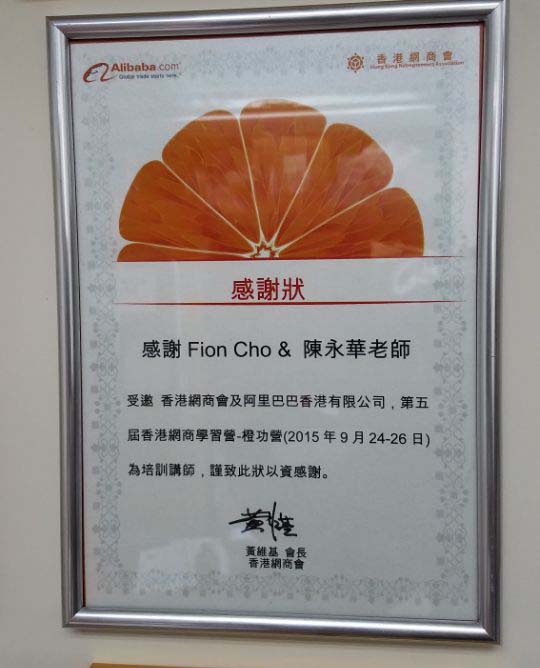 Alibaba.com
Global trade starts here.
香港網商會
Hong Kong Netrepreneurs Association
感謝狀
感謝 Fion Cho & 陳永華老師
受邀 香港網商會及阿里巴巴香港有限公司，第五
屆香港網商學習營-橙功營(2015 年 9 月 24-26 日)
為培訓講師，謹致此狀以資感謝。
黃維基 會長
香港網商會